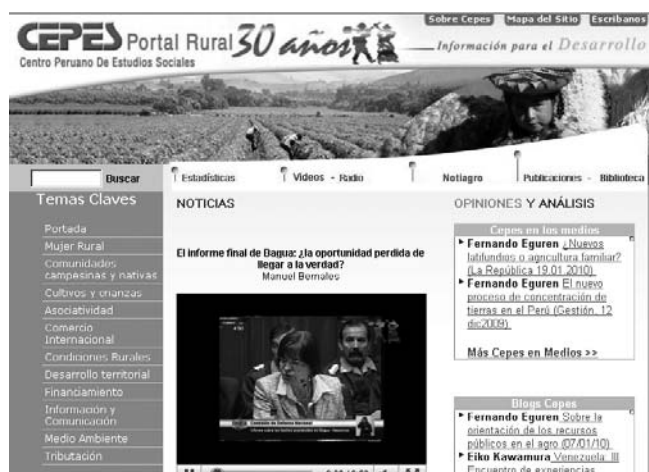 Sobre Cepes Mapa del Sitio Escribanos
CEPES Portal Rural 30 años
Centro Peruano De Estudios Sociales
Información para el Desarrollo
Buscar
Estadísticas Videos - Radio Notiagro Publicaciones - Biblioteca
Temas Claves
Portada
Mujer Rural
Comunidades
campesinas y nativas
Cultivos y crianzas
Asociatividad
Comercio
Internacional
Condiciones Rurales
Desarrollo territorial
Financiamiento
Información y
Comunicación
Medio Ambiente
Tributación
NOTICIAS
El informe final de Bagua: ¿la oportunidad perdida de
llegar a la verdad?
Manuel Bernales
Comisión de Defensa Nacional
OPINIONES Y ANÁLISIS
Cepes en los medios
Fernando Eguren ¿Nuevos
latifundios o agricultura familiar?
(La República 19.01.2010)
Fernando Eguren El nuevo
proceso de concentración de
tierras en el Perú (Gestión, 12
dic2009)
Más Cepes en Medios >>
Blogs Cepes
Fernando Eguren Sobre la
orientación de los recursos
públicos en el agro (07/01/10)
Eiko Kawamura Venezuela III
Encuentro de experiencias